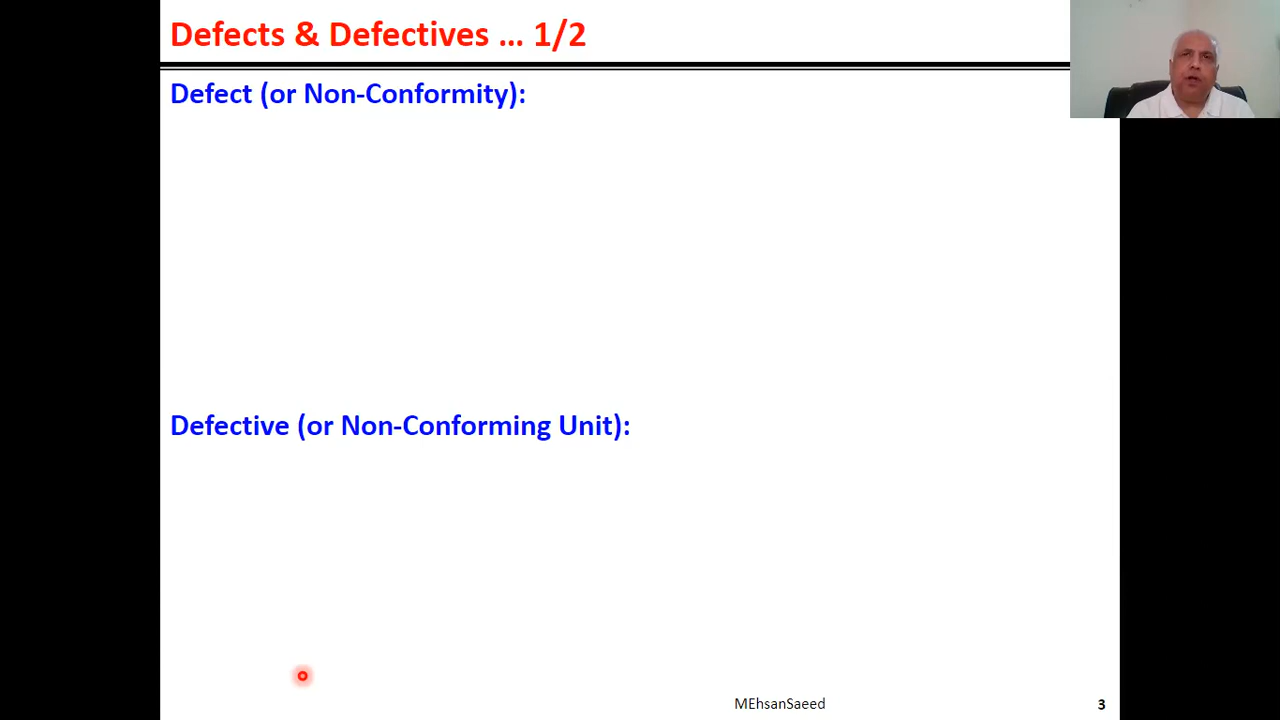 Defects & Defectives ... 1/2
Defect (or Non-Conformity):
Defective (or Non-Conforming Unit):
MEhsanSaeed
3